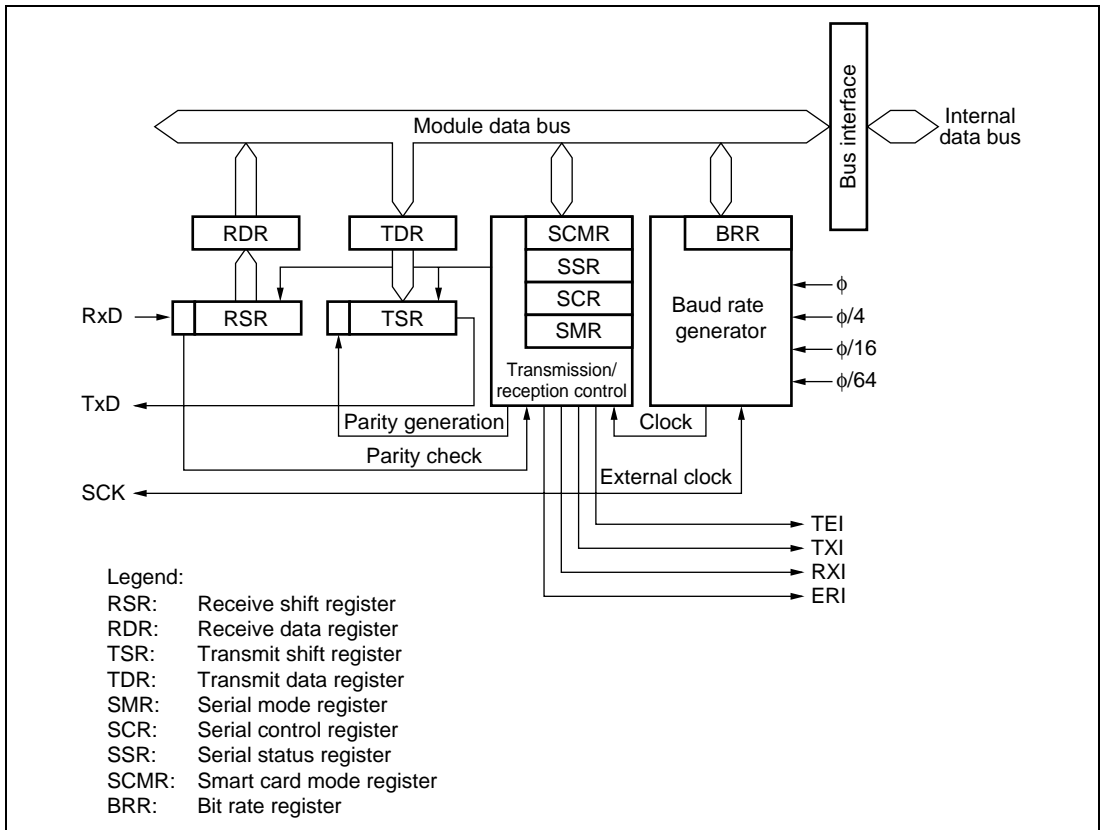 Bus interface
Internal
data bus
Module data bus
RDR
TDR
SCMR
BRR
SSR
SCR
SMR
φ
φ/4
φ/16
φ/64
Baud rate
generator
RxD
RSR
TSR
Transmission/
reception control
TxD
Parity generation
Clock
Parity check
External clock
SCK
TEI
TXI
RXI
ERI
Legend:
RSR: Receive shift register
RDR: Receive data register
TSR: Transmit shift register
TDR: Transmit data register
SMR: Serial mode register
SCR: Serial control register
SSR: Serial status register
SCMR: Smart card mode register
BRR: Bit rate register